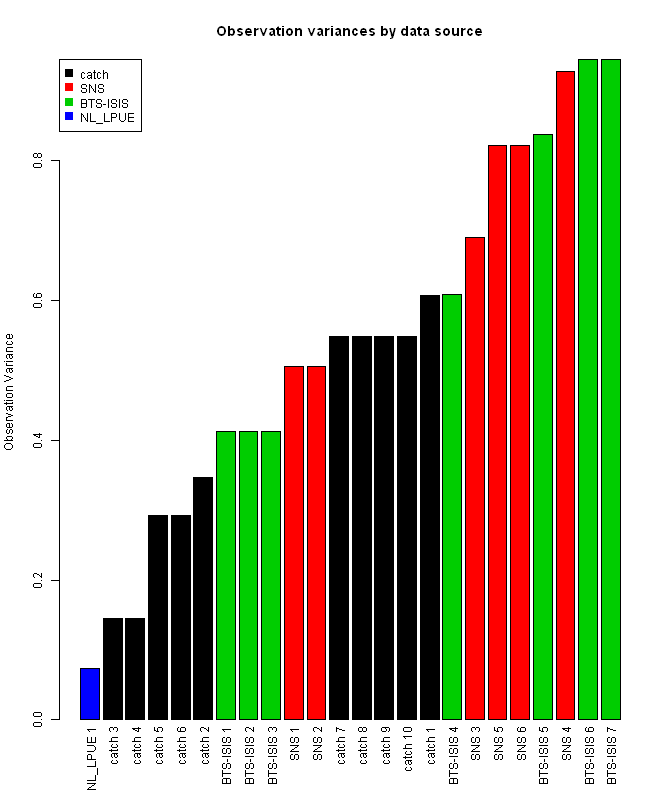 Observation variances by data source
catch
SNS
BTS-ISIS
NL_LPUE
Observation Variance
0.8
0.6
0.4
0.2
0.0
NL_LPUE 1
catch 3
catch 4
catch 5
catch 6
catch 2
BTS-ISIS 1
BTS-ISIS 2
BTS-ISIS 3
SNS 1
SNS 2
catch 7
catch 8
catch 9
catch 10
catch 1
BTS-ISIS 4
SNS 3
SNS 5
SNS 6
BTS-ISIS 5
SNS 4
BTS-ISIS 6
BTS-ISIS 7